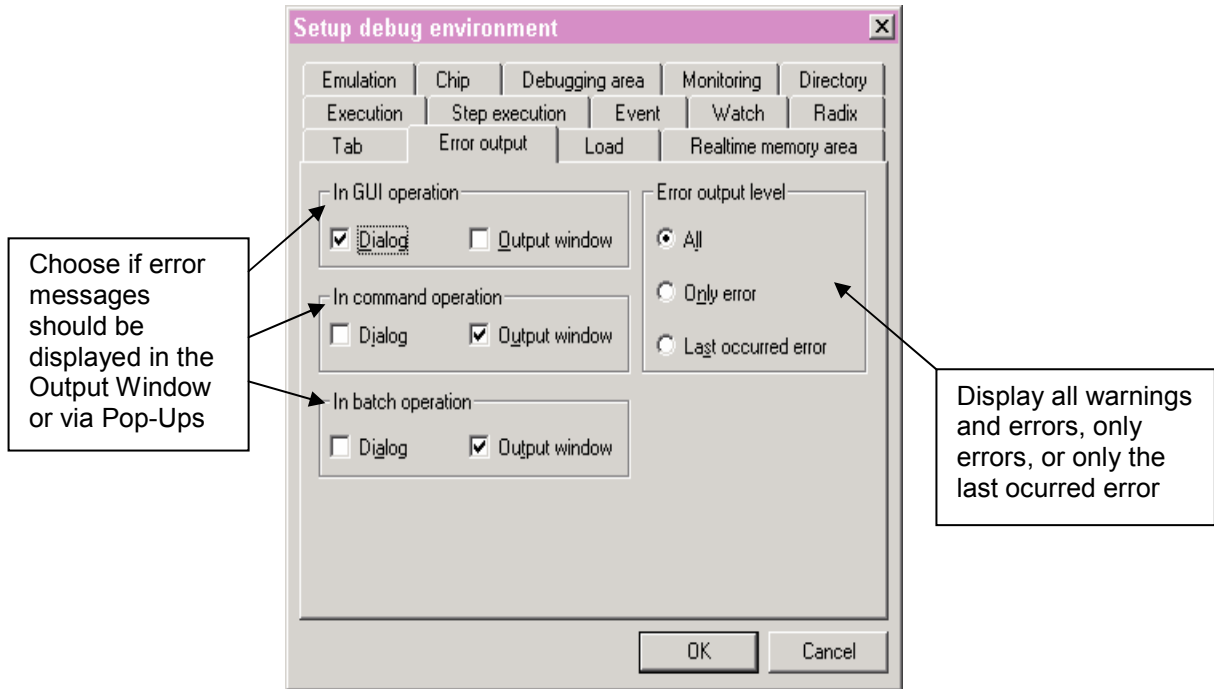 Setup debug environment
Emulation Chip Debugging area Monitoring Directory
Execution Step execution Event Watch Radix
Tab Error output Load Realtime memory area
In GUI operation
Dialog Output window
In command operation
Dialog Output window
In batch operation
Dialog Output window
Error output level
All
Only error
Last occurred error
OK Cancel
Choose if error
messages
should be
displayed in the
Output Window
or via Pop-Ups
Display all warnings
and errors, only
errors, or only the
last ocurred error